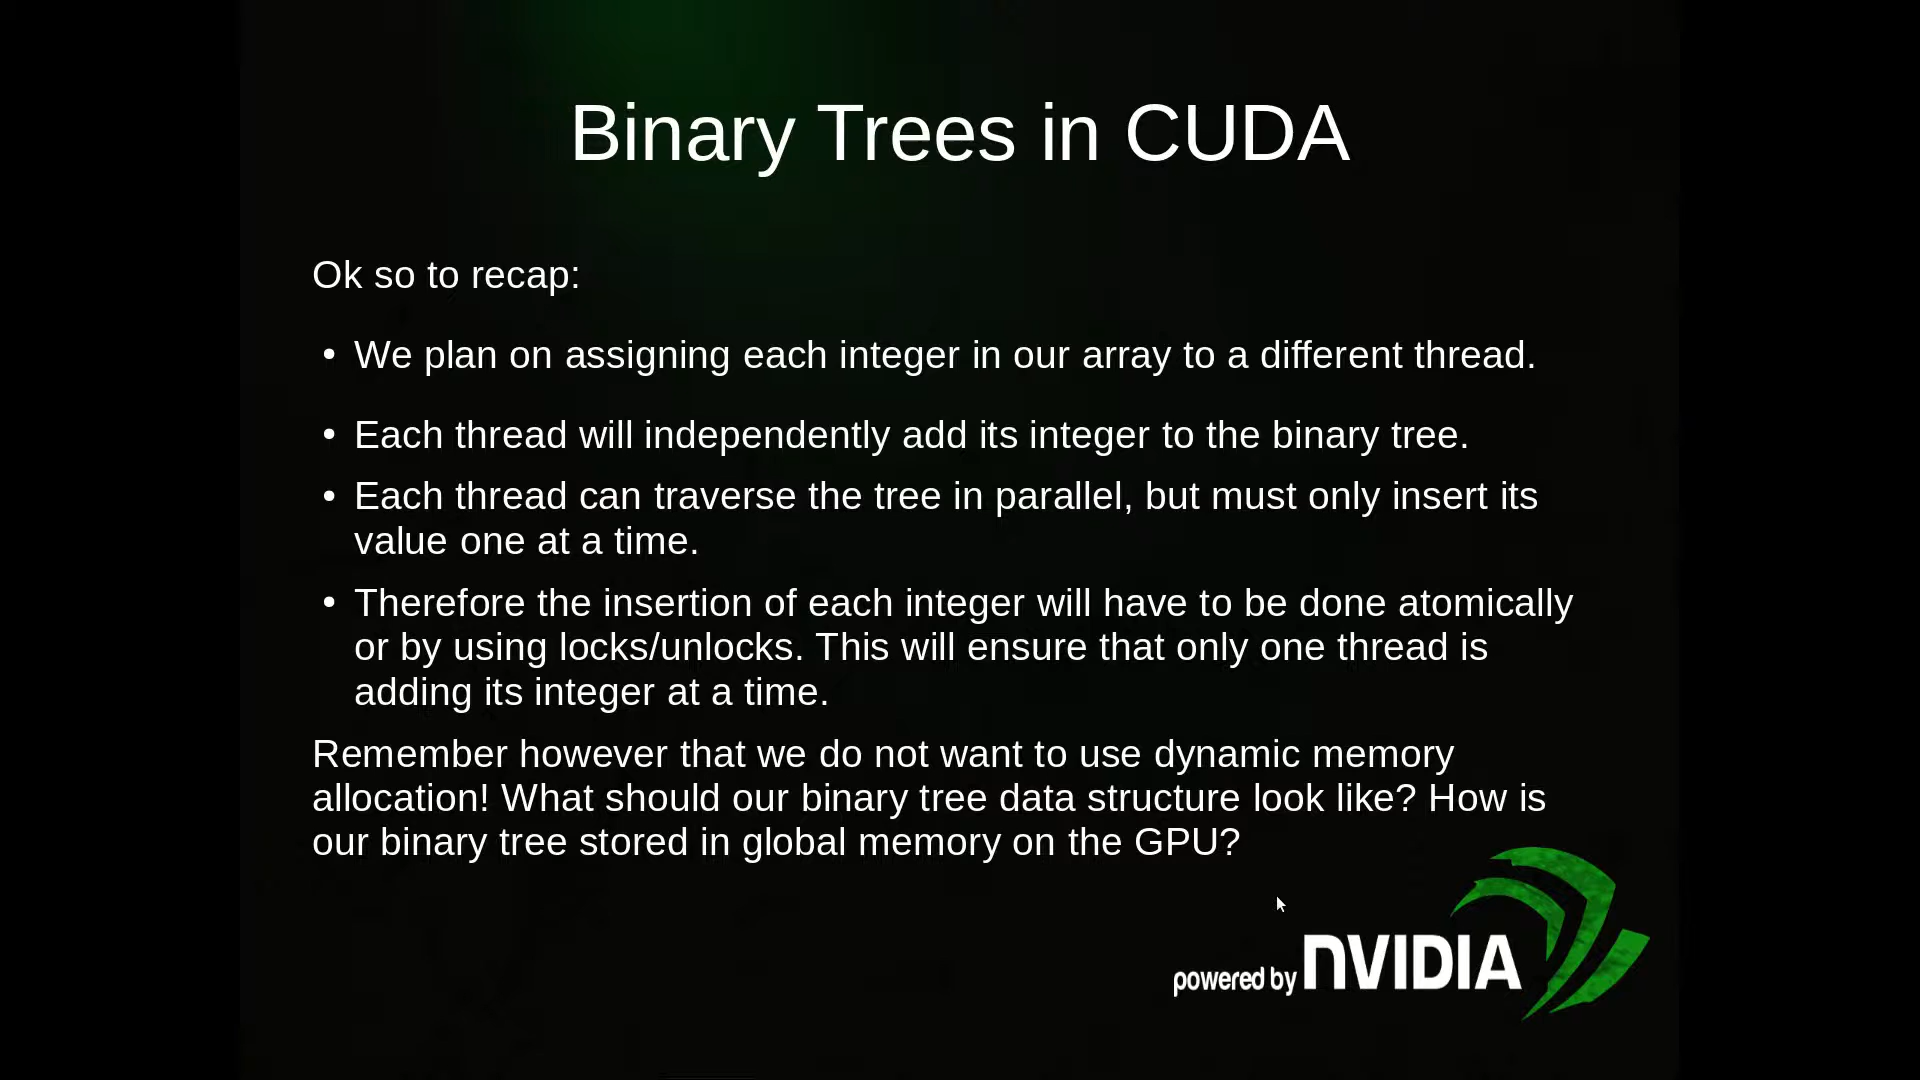 Binary Trees in CUDA
Ok so to recap:
• We plan on assigning each integer in our array to a different thread.
• Each thread will independently add its integer to the binary tree.
• Each thread can traverse the tree in parallel, but must only insert its
value one at a time.
• Therefore the insertion of each integer will have to be done atomically
or by using locks/unlocks. This will ensure that only one thread is
adding its integer at a time.
Remember however that we do not want to use dynamic memory
allocation! What should our binary tree data structure look like? How is
our binary tree stored in global memory on the GPU?
powered by NVIDIA